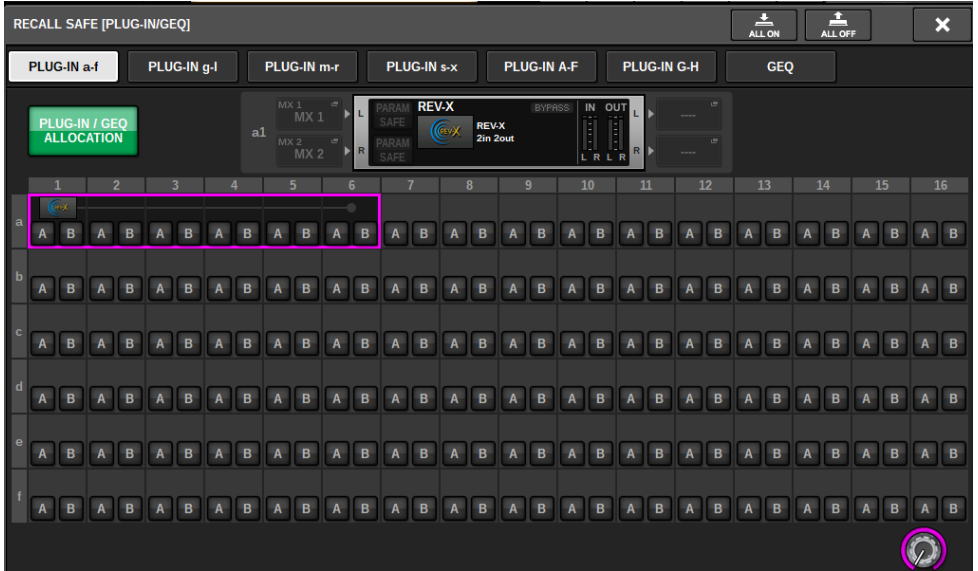 RECALL SAFE [PLUG-IN/GEQ]
ALL ON
ALL OFF
PLUG-IN a-f
PLUG-IN g-l
PLUG-IN m-r
PLUG-IN s-x
PLUG-IN A-F
PLUG-IN G-H
GEQ
PLUG-IN / GEQ
ALLOCATION
a1
MX 1
MX 1
MX 2
MX 2
L
R
PARAM
SAFE
PARAM
SAFE
REV-X
BYPASS
REV-X
REV-X
2in 2out
IN OUT
L R L R
L
R
----
----
1 2 3 4 5 6 7 8 9 10 11 12 13 14 15 16
REV-X
a A B A B A B A B A B A B A B A B A B A B A B A B A B A B A B A B
b A B A B A B A B A B A B A B A B A B A B A B A B A B A B A B A B
c A B A B A B A B A B A B A B A B A B A B A B A B A B A B A B A B
d A B A B A B A B A B A B A B A B A B A B A B A B A B A B A B A B
e A B A B A B A B A B A B A B A B A B A B A B A B A B A B A B A B
f A B A B A B A B A B A B A B A B A B A B A B A B A B A B A B A B